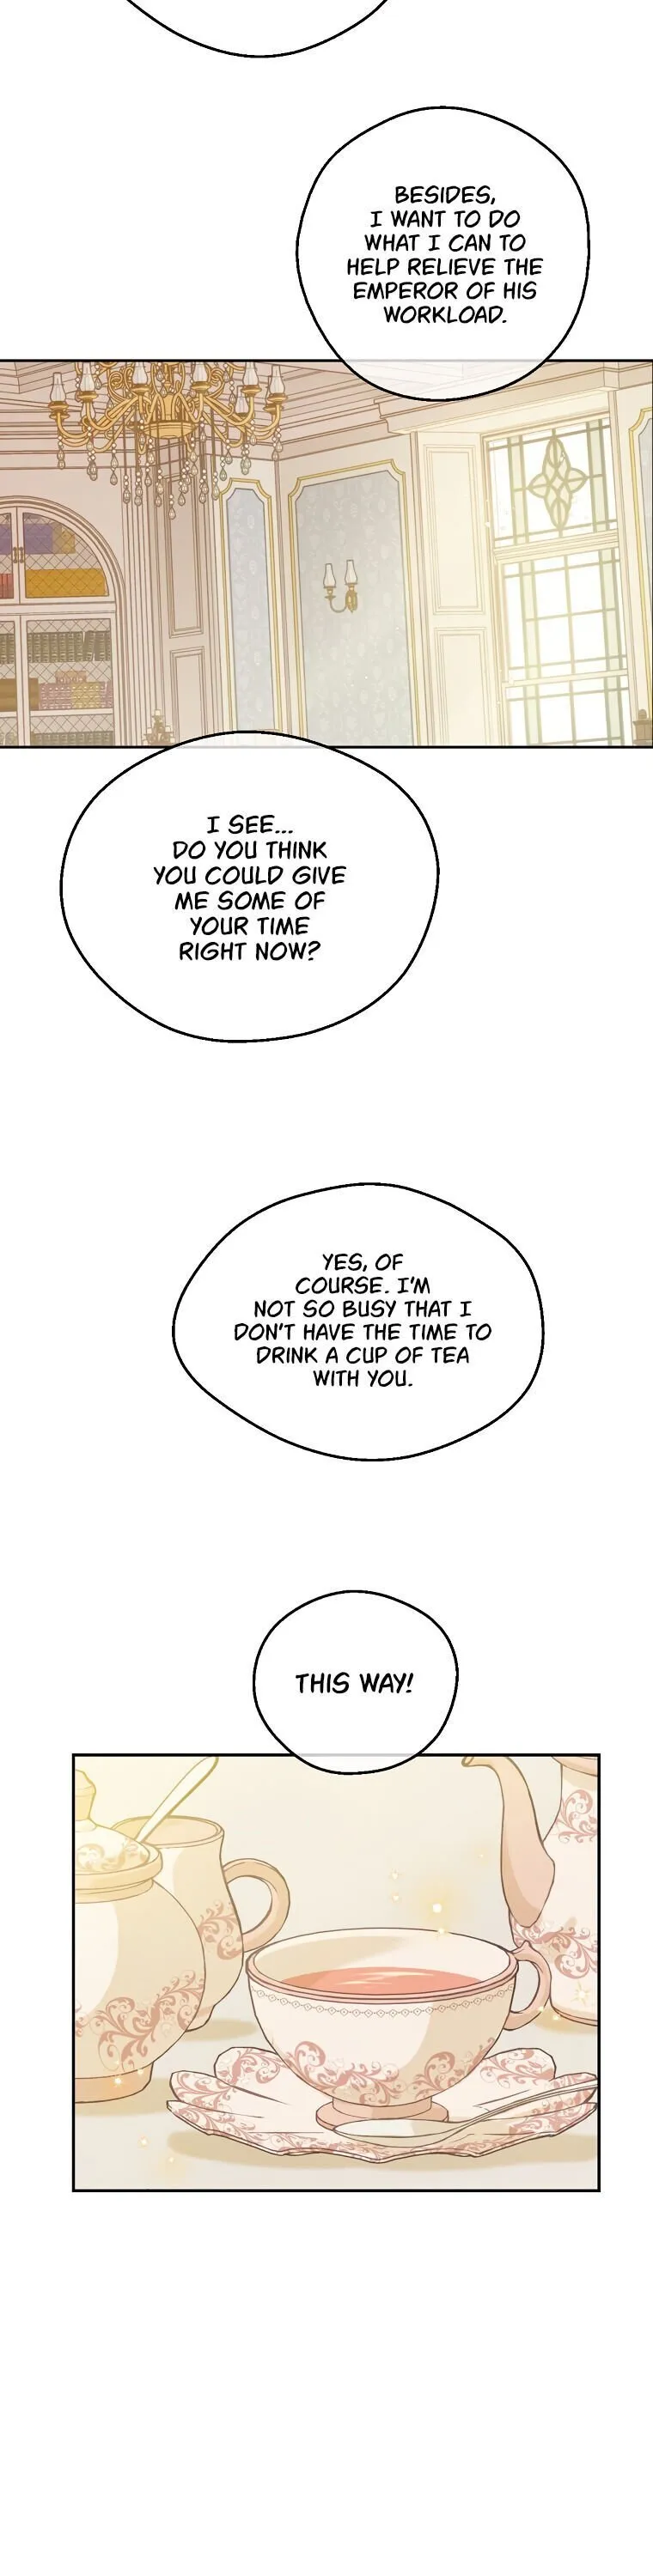 BESIDES,
I WANT TO DO
WHAT I CAN TO
HELP RELIEVE THE
EMPEROR OF HIS
WORKLOAD.
I SEE...
DO YOU THINK
YOU COULD GIVE
ME SOME OF
YOUR TIME
RIGHT NOW?
YES, OF
COURSE. I'M
NOT SO BUSY THAT I
DON'T HAVE THE TIME TO
DRINK A CUP OF TEA
WITH YOU.
THIS WAY!